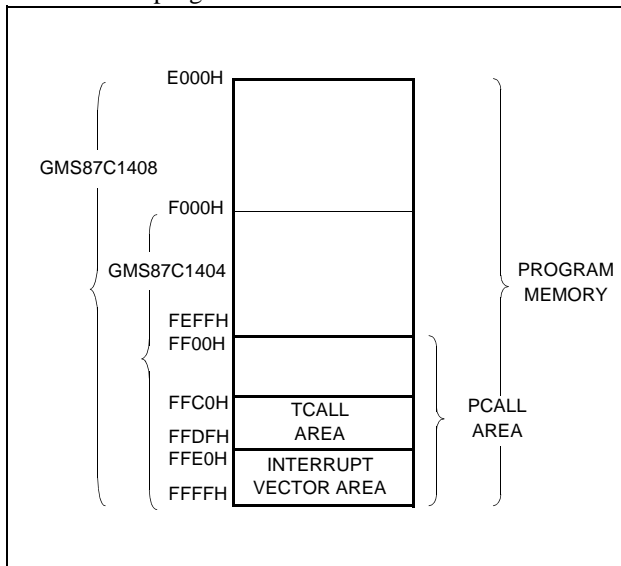 E000H
GMS87C1408
F000H
GMS87C1404
PROGRAM
MEMORY
FEFFH
FF00H
FFC0H
TCALL
AREA
PCALL
AREA
FFDFH
FFE0H
INTERRUPT
VECTOR AREA
FFFFH